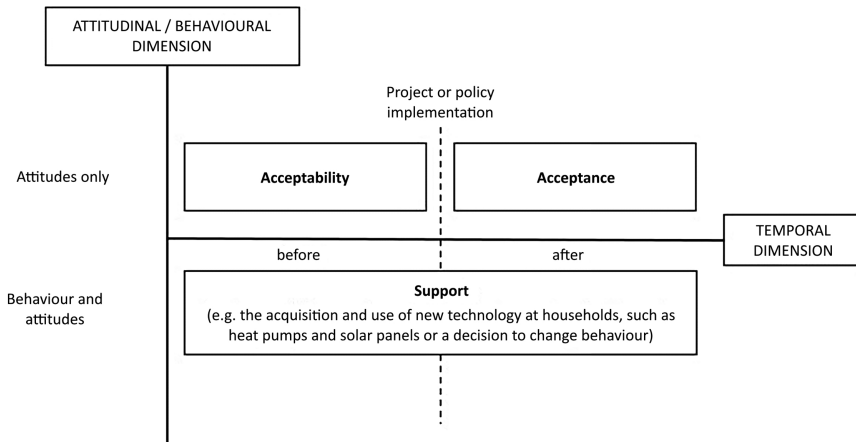 ATTITUDINAL / BEHAVIOURAL
DIMENSION
Project or policy
implementation
Attitudes only
Acceptability
Acceptance
TEMPORAL
DIMENSION
before
after
Behaviour and
attitudes
Support
(e.g. the acquisition and use of new technology at households, such as
heat pumps and solar panels or a decision to change behaviour)